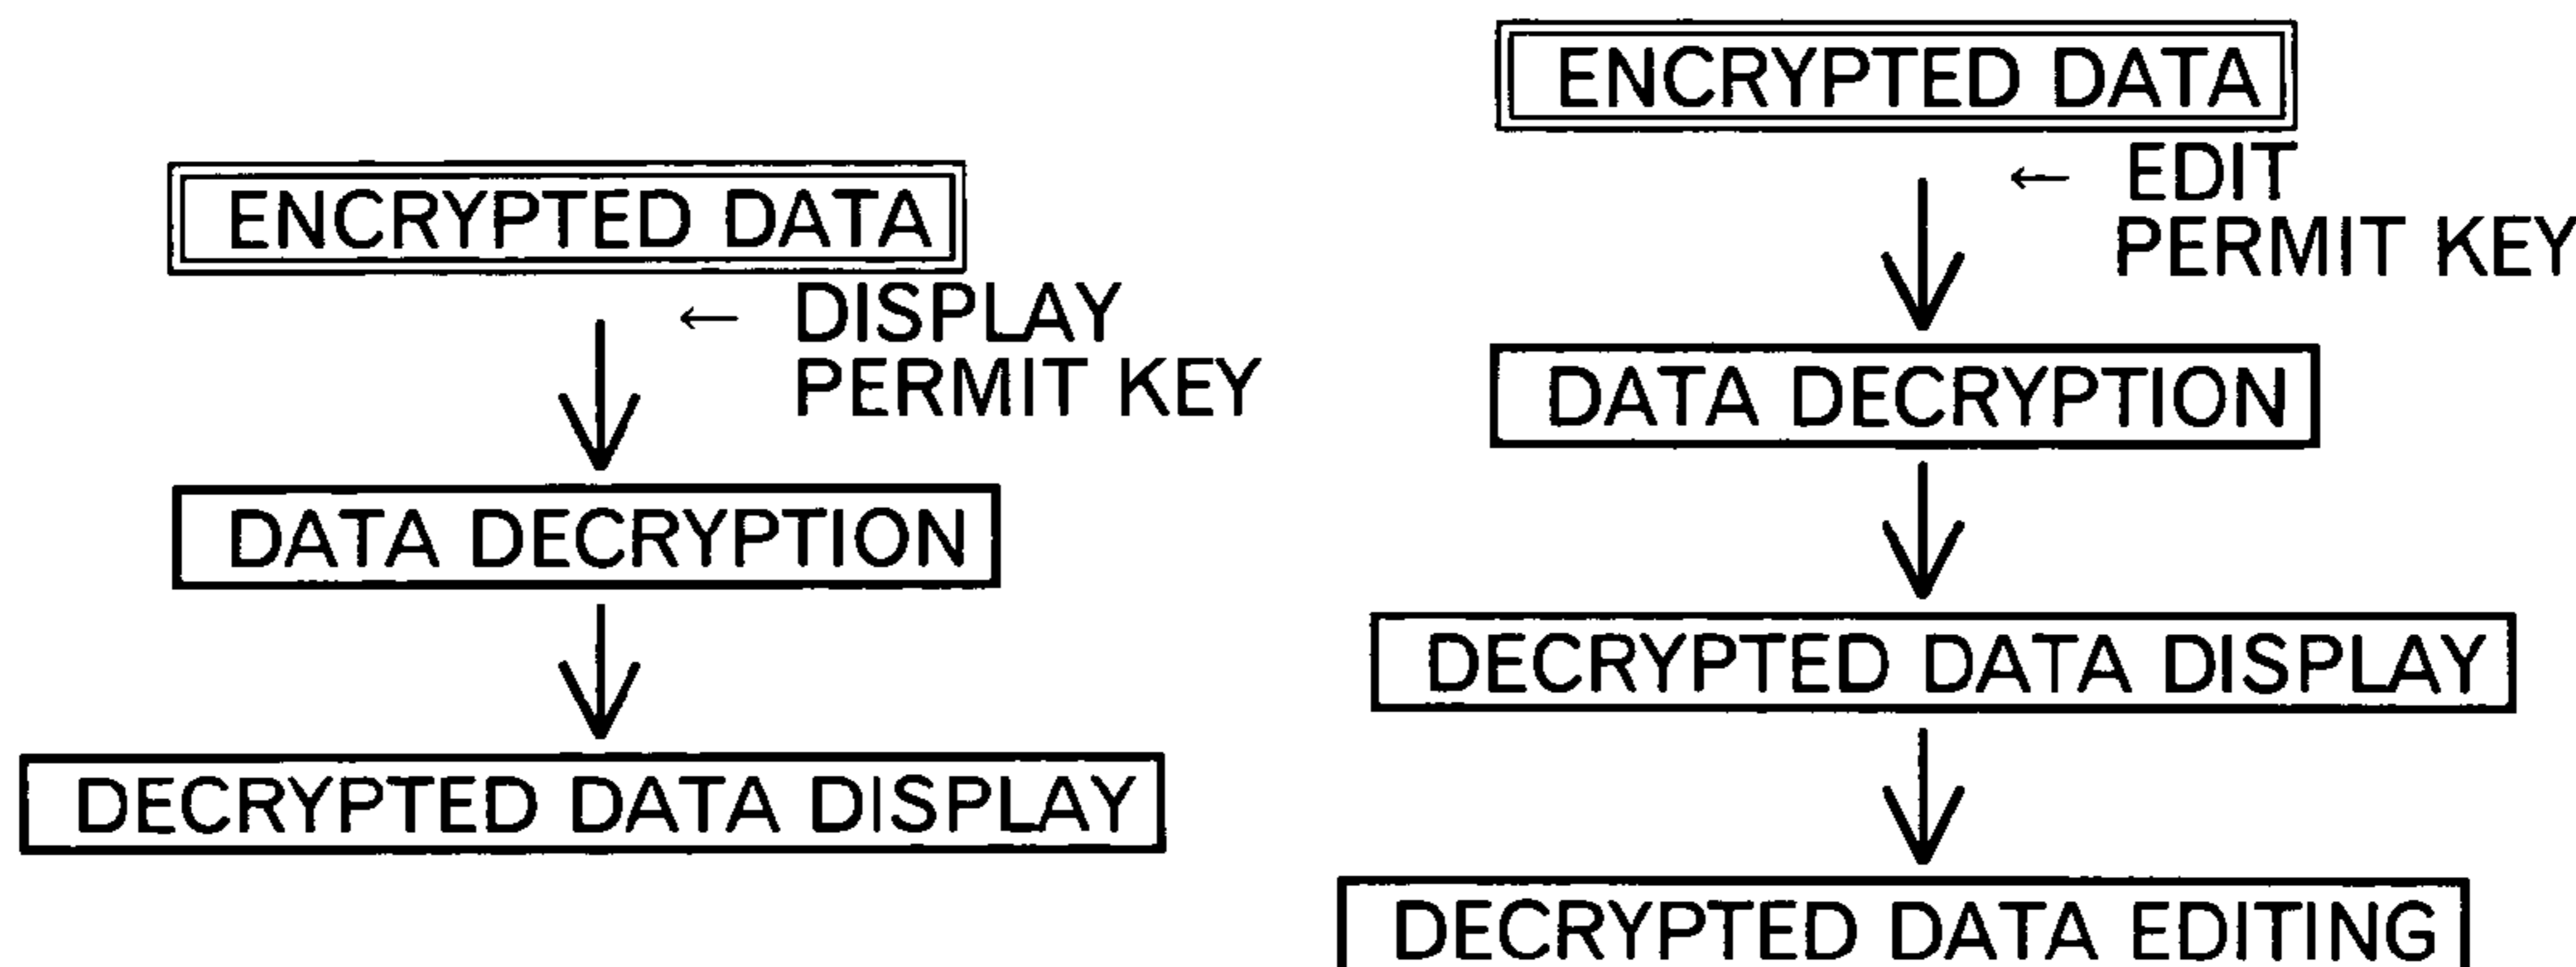 ENCRYPTED DATA
← DISPLAY
PERMIT KEY
DATA DECRYPTION
DECRYPTED DATA DISPLAY
ENCRYPTED DATA
← EDIT
PERMIT KEY
DATA DECRYPTION
DECRYPTED DATA DISPLAY
DECRYPTED DATA EDITING